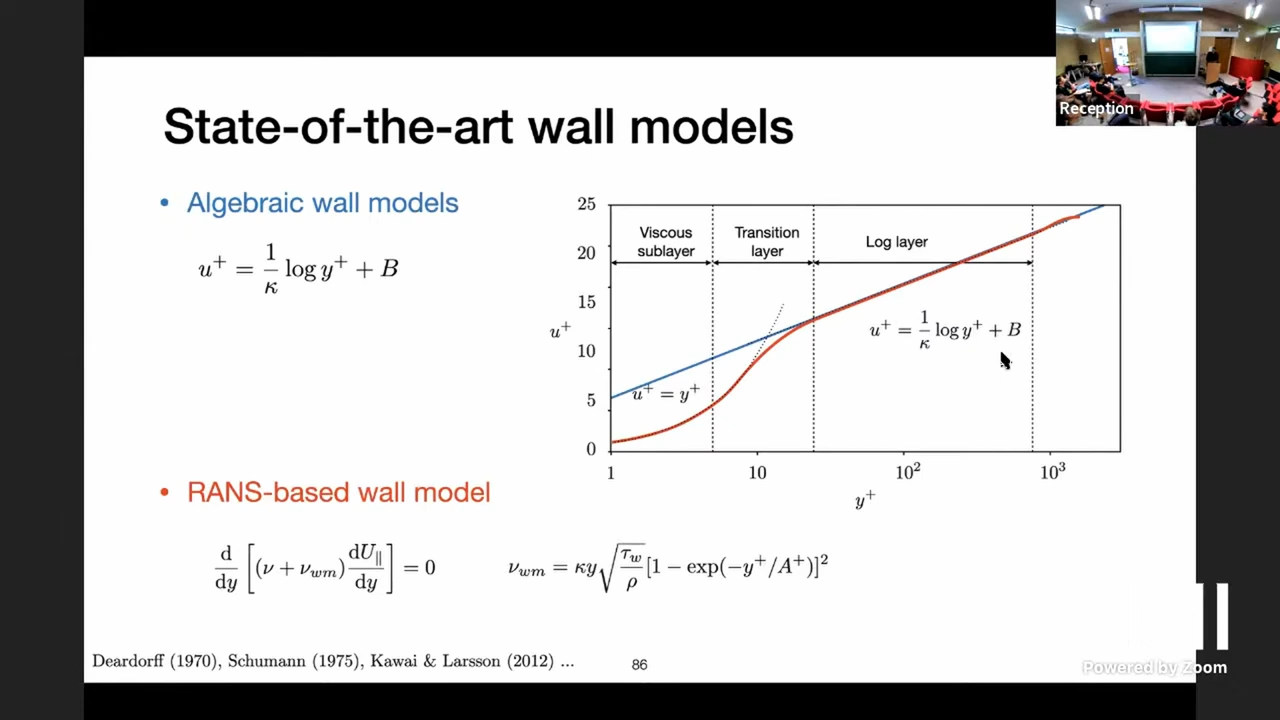 Reception
State-of-the-art wall models
• Algebraic wall models
u⁺ = 1/κ log y⁺ + B
25
20
15
10
5
0
u⁺
Viscous
sublayer
Transition
layer
Log layer
u⁺ = 1/κ log y⁺ + B
u⁺ = y⁺
1
10
10²
10³
y⁺
• RANS-based wall model
d/dy [(ν + ν_wm) dU_∥/dy] = 0
ν_wm = κy√(τ_w/ρ) [1 − exp(−y⁺/A⁺)]²
Deardorff (1970), Schumann (1975), Kawai & Larsson (2012) ...
86
Powered by Zoom